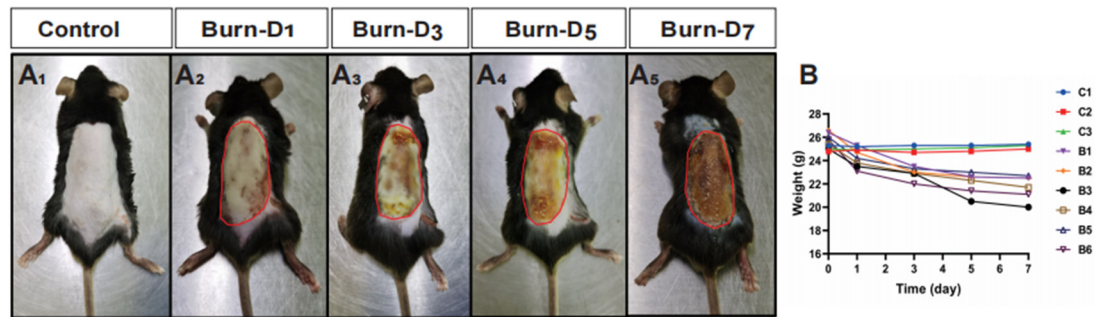 Control
Burn-D1
Burn-D3
Burn-D5
Burn-D7
A1
A2
A3
A4
A5
B
Weight (g)
28
26
24
22
20
18
16
0 1 2 3 4 5 6 7
Time (day)
C1
C2
C3
B1
B2
B3
B4
B5
B6